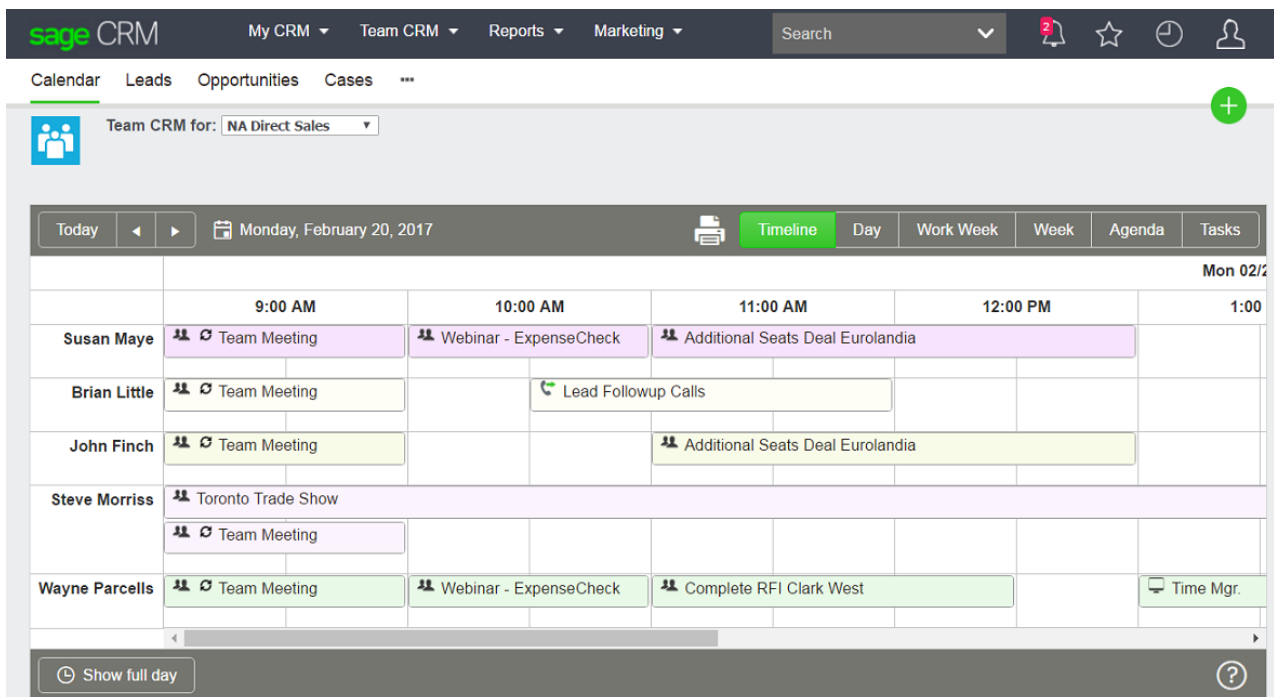 sage CRM My CRM Team CRM Reports Marketing Search 2
Calendar Leads Opportunities Cases ...
Team CRM for: NA Direct Sales
Today Monday, February 20, 2017 Timeline Day Work Week Week Agenda Tasks
Mon 02/2
9:00 AM 10:00 AM 11:00 AM 12:00 PM 1:00
Susan Maye Team Meeting Webinar - ExpenseCheck Additional Seats Deal Eurolandia
Brian Little Team Meeting Lead Followup Calls
John Finch Team Meeting Additional Seats Deal Eurolandia
Steve Morriss Toronto Trade Show
Team Meeting
Wayne Parcells Team Meeting Webinar - ExpenseCheck Complete RFI Clark West Time Mgr.
Show full day ?